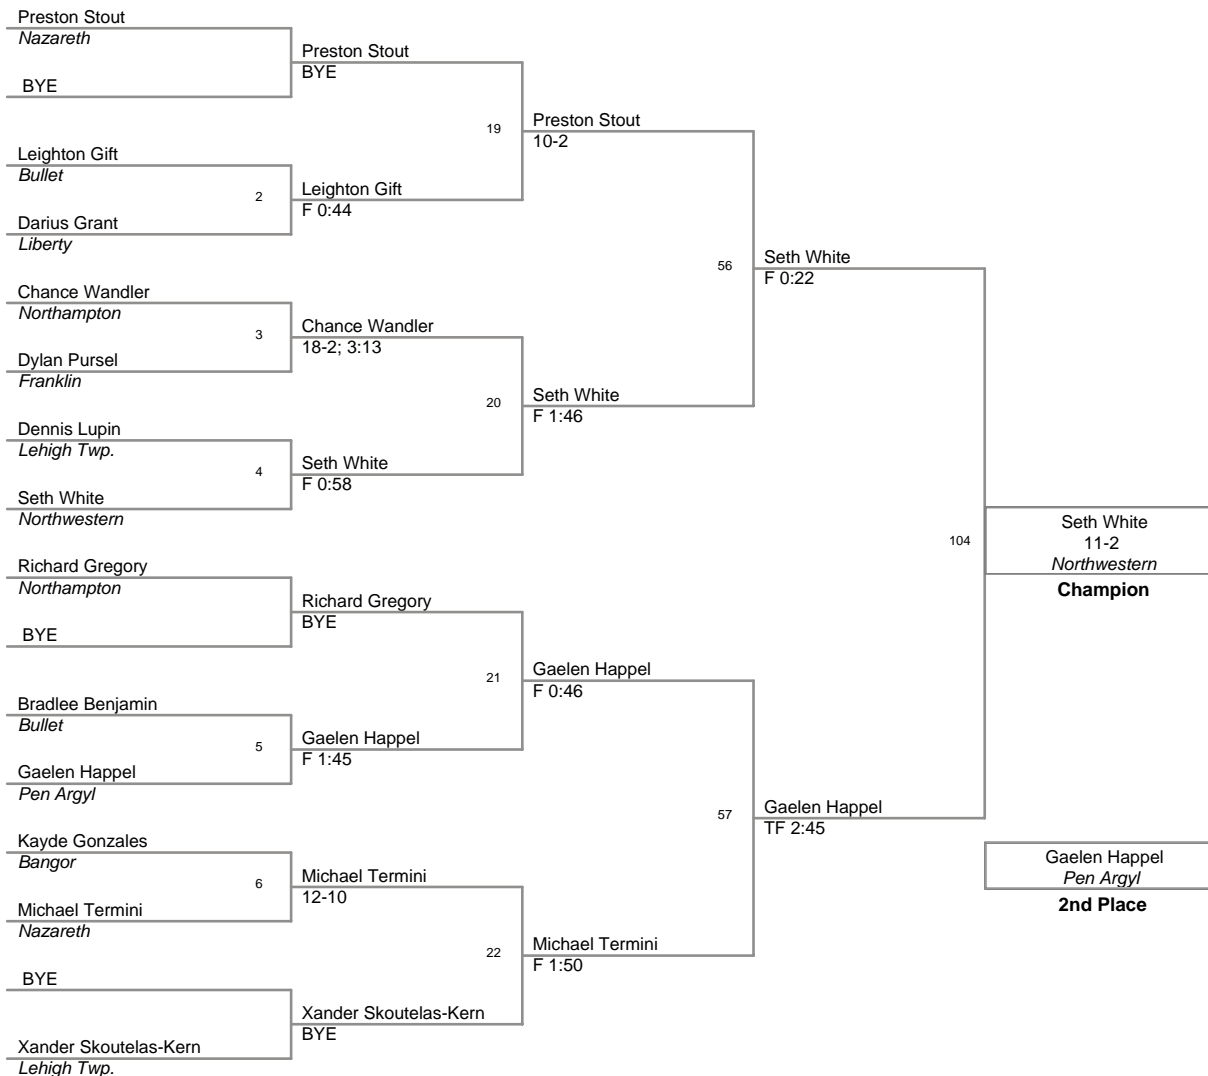 Preston Stout
Nazareth
BYE
Leighton Gift
Bullet
Darius Grant
Liberty
Chance Wandler
Northampton
Dylan Pursel
Franklin
Dennis Lupin
Lehigh Twp.
Seth White
Northwestern
Richard Gregory
Northampton
BYE
Bradlee Benjamin
Bullet
Gaelen Happel
Pen Argyl
Kayde Gonzales
Bangor
Michael Termini
Nazareth
BYE
Xander Skoutelas-Kern
Lehigh Twp.
2
3
4
5
6
Preston Stout
BYE
Leighton Gift
F 0:44
Chance Wandler
18-2; 3:13
Seth White
F 0:58
Richard Gregory
BYE
Gaelen Happel
F 1:45
Michael Termini
12-10
Xander Skoutelas-Kern
BYE
19
20
21
22
Preston Stout
10-2
Seth White
F 1:46
Gaelen Happel
F 0:46
Michael Termini
F 1:50
56
57
Seth White
F 0:22
Gaelen Happel
TF 2:45
104
Seth White
11-2
Northwestern
Champion
Gaelen Happel
Pen Argyl
2nd Place